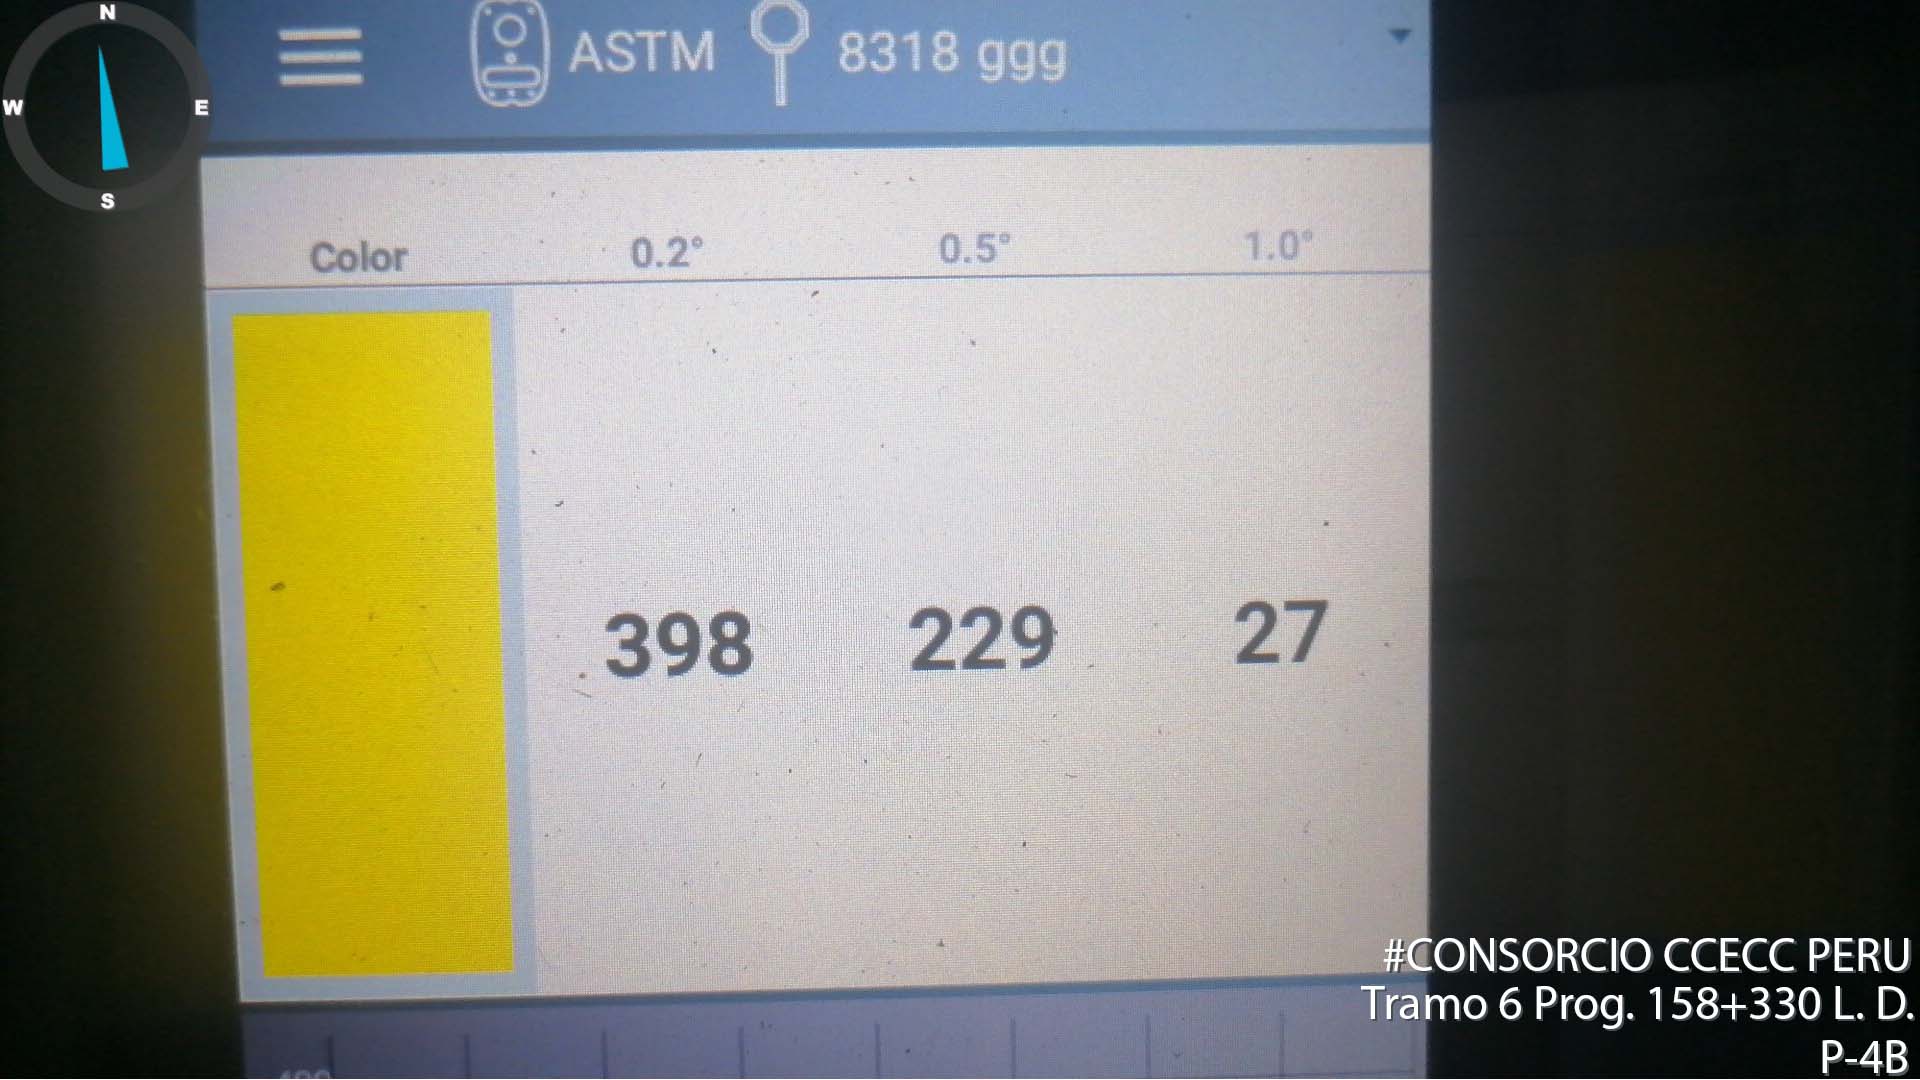 N
W
E
S
ASTM 8318 ggg
Color 0.2° 0.5° 1.0°
398 229 27
#CONSORCIO CCECC PERU
Tramo 6 Prog. 158+330 L. D.
P-4B